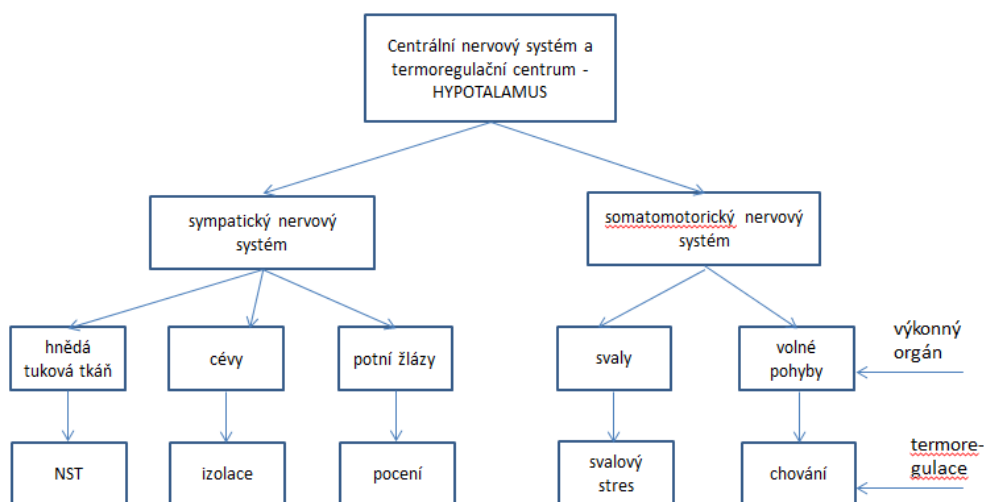 Centrální nervový systém a
termoregulační centrum -
HYPOTALAMUS
sympatický nervový
systém
somatomotorický nervový
systém
hnědá
tuková tkáň
cévy
potní žlázy
svaly
volné
pohyby
výkonný
orgán
NST
izolace
pocení
svalový
stres
chování
termore-
gulace